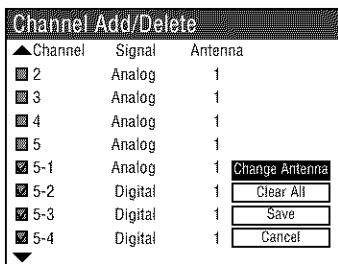 Channel Add/Delete
Channel Signal Antenna
2 Analog 1
3 Analog 1
4 Analog 1
5 Analog 1
5-1 Analog 1 Change Antenna
5-2 Digital 1 Clear All
5-3 Digital 1 Save
5-4 Digital 1 Cancel